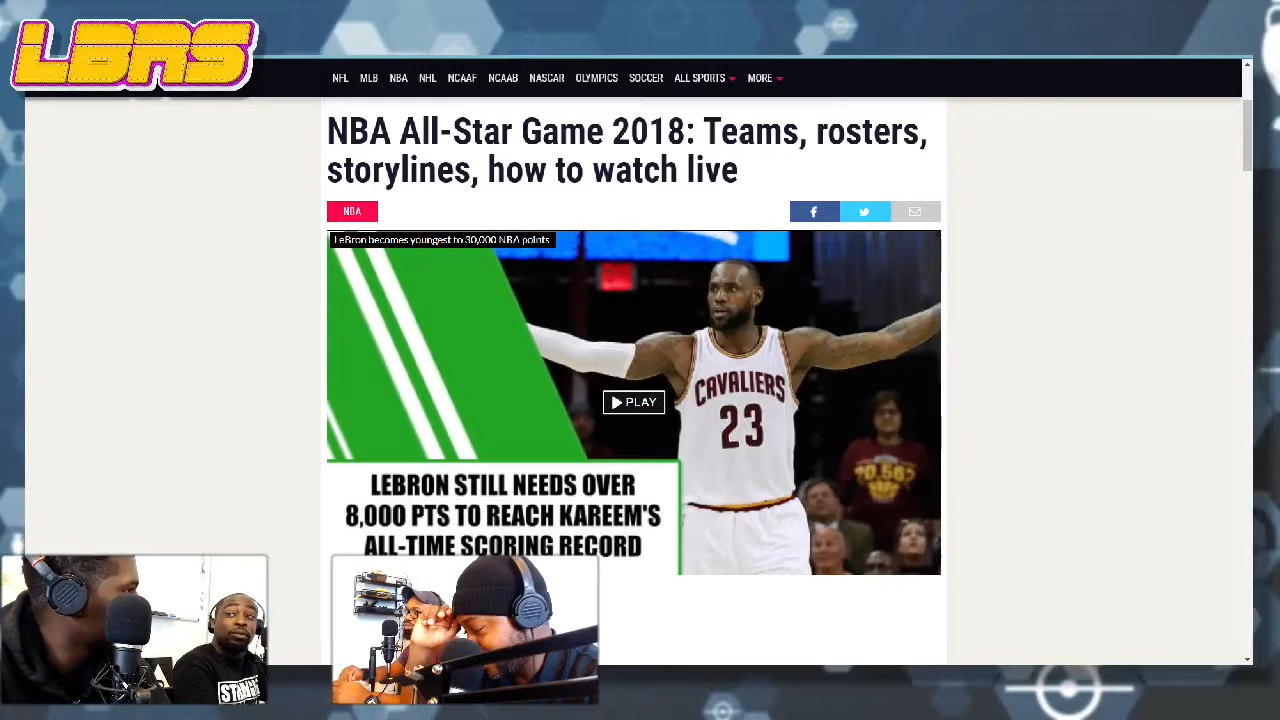 LBRS
NFL MLB NBA NHL NCAAF NCAAB NASCAR OLYMPICS SOCCER ALL SPORTS MORE
NBA All-Star Game 2018: Teams, rosters,
storylines, how to watch live
NBA
LeBron becomes youngest to 30,000 NBA points
CAVALIERS
23
PLAY
LEBRON STILL NEEDS OVER
8,000 PTS TO REACH KAREEM'S
ALL-TIME SCORING RECORD